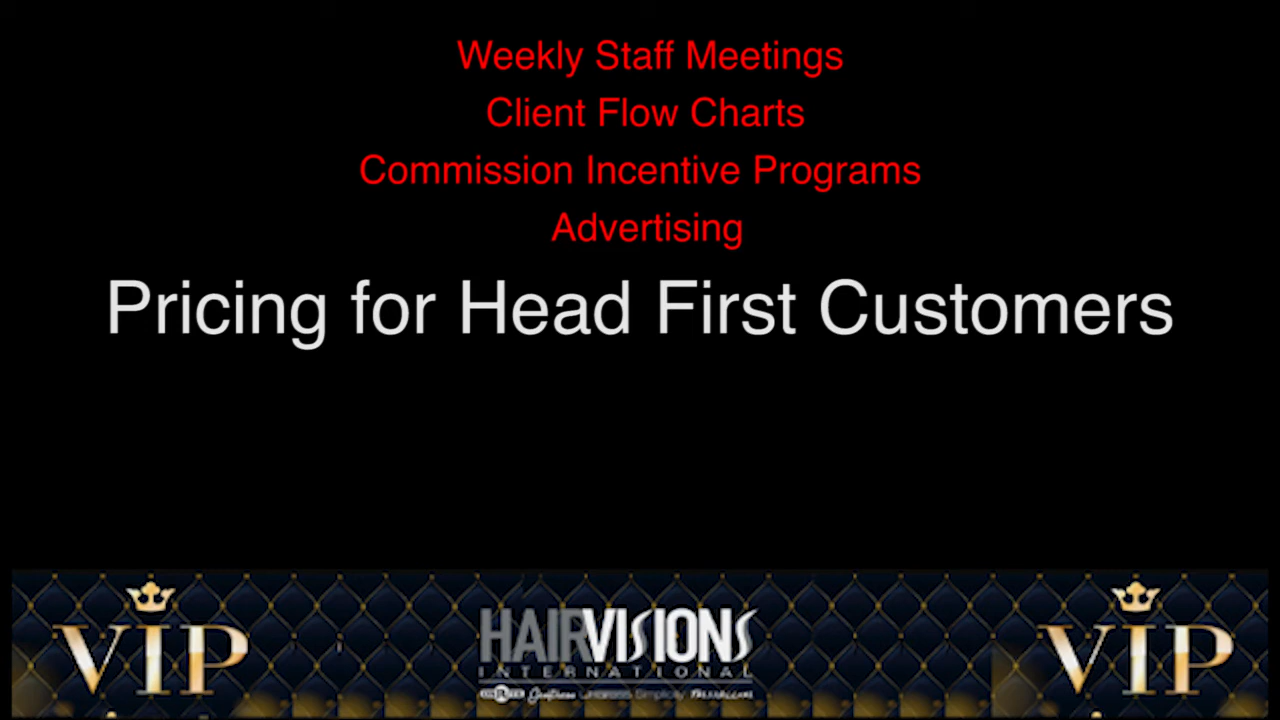 Weekly Staff Meetings
Client Flow Charts
Commission Incentive Programs
Advertising
Pricing for Head First Customers
VIP
HAIRVISIONS
INTERNATIONAL
VIP